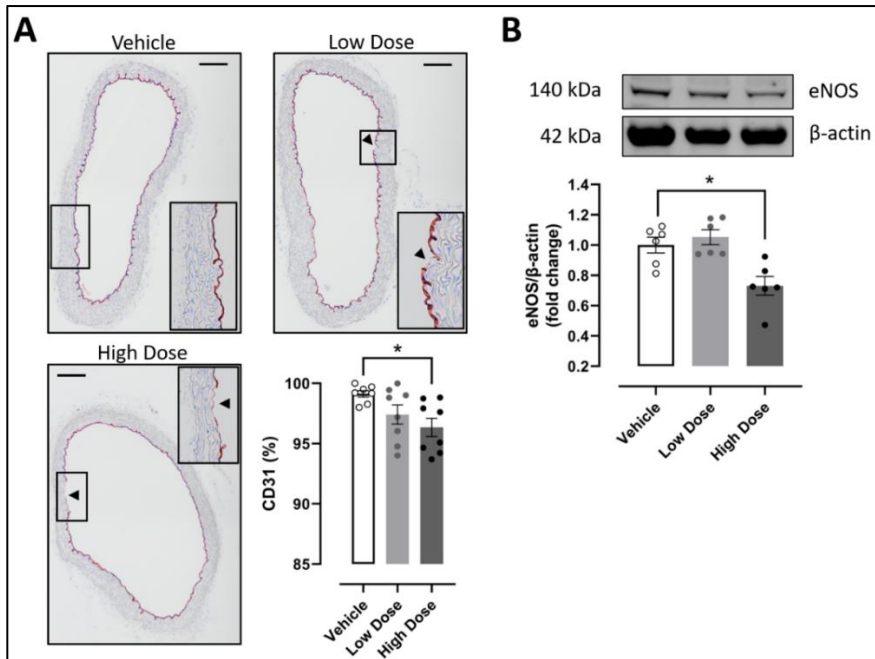 A
Vehicle
Low Dose
High Dose
CD31 (%)
100
95
90
85
*
Vehicle
Low Dose
High Dose
B
140 kDa
eNOS
42 kDa
β-actin
eNOS/β-actin
(fold change)
1.4
1.2
1.0
0.8
0.6
0.4
0.2
*
Vehicle
Low Dose
High Dose